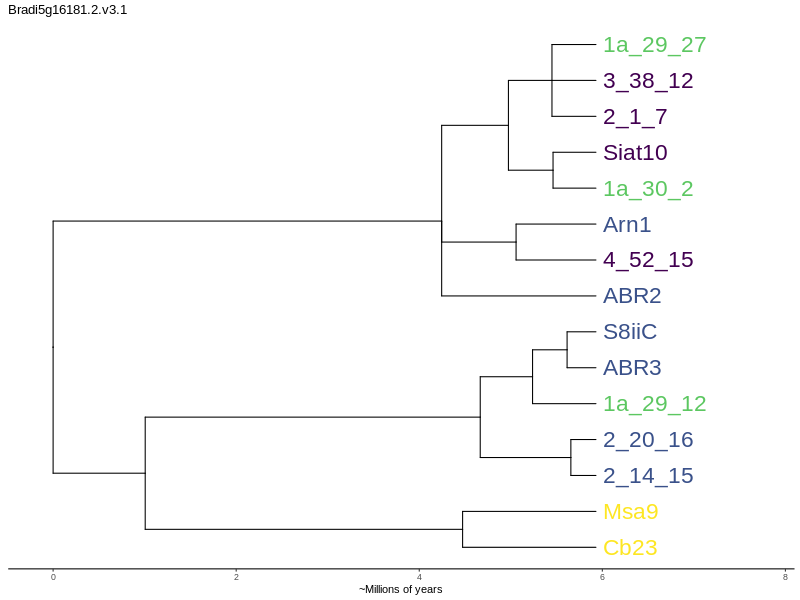 Bradi5g16181.2.v3.1
1a_29_27
3_38_12
2_1_7
Siat10
1a_30_2
Arn1
4_52_15
ABR2
S8iiC
ABR3
1a_29_12
2_20_16
2_14_15
Msa9
Cb23
0 2 4 6 8
~Millions of years